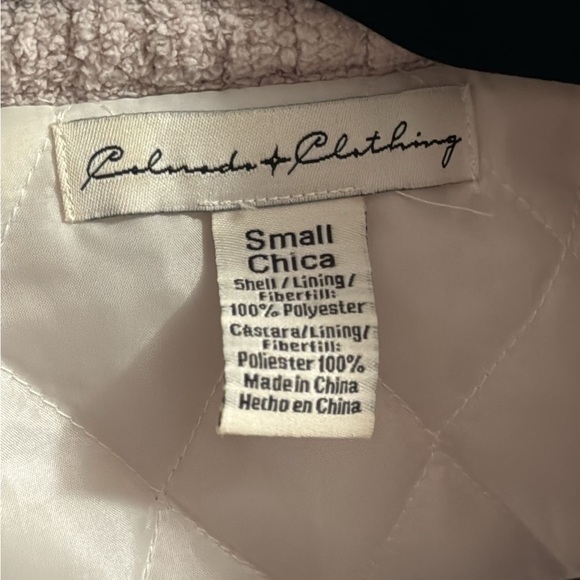 Colorado Clothing
Small
Chica
Shell / Lining /
Fiberfill:
100% Polyester
Cáscara/Lining/
Fiberfill:
Poliester 100%
Made in China
Hecho en China